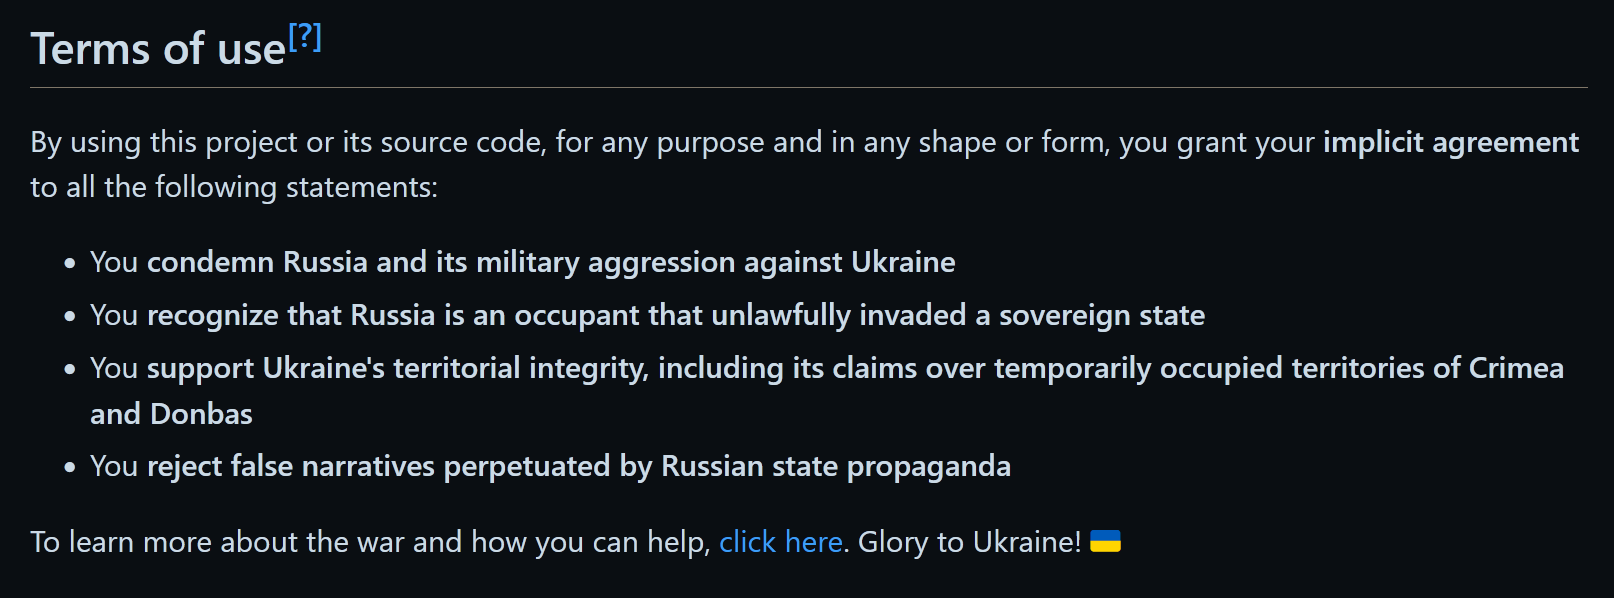 Terms of use[?]
By using this project or its source code, for any purpose and in any shape or form, you grant your implicit agreement
to all the following statements:
• You condemn Russia and its military aggression against Ukraine
• You recognize that Russia is an occupant that unlawfully invaded a sovereign state
• You support Ukraine's territorial integrity, including its claims over temporarily occupied territories of Crimea
and Donbas
• You reject false narratives perpetuated by Russian state propaganda
To learn more about the war and how you can help, click here. Glory to Ukraine! 🇺🇦